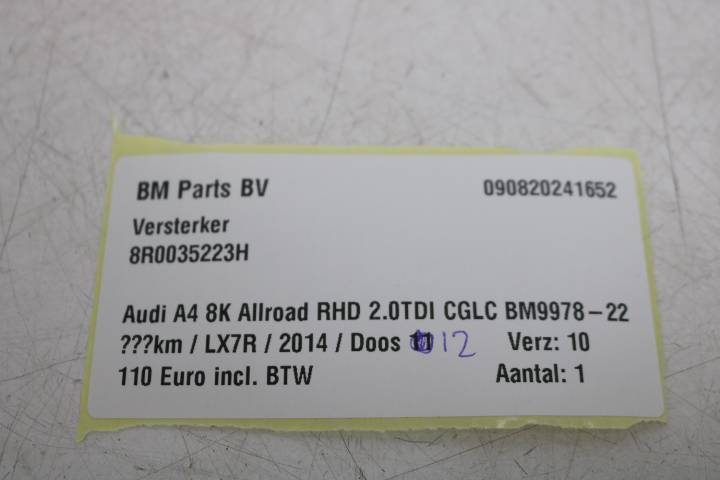 BM Parts BV 090820241652
Versterker
8R0035223H
Audi A4 8K Allroad RHD 2.0TDI CGLC BM9978-22
???km / LX7R / 2014 / Doos 12 Verz: 10
110 Euro incl. BTW Aantal: 1